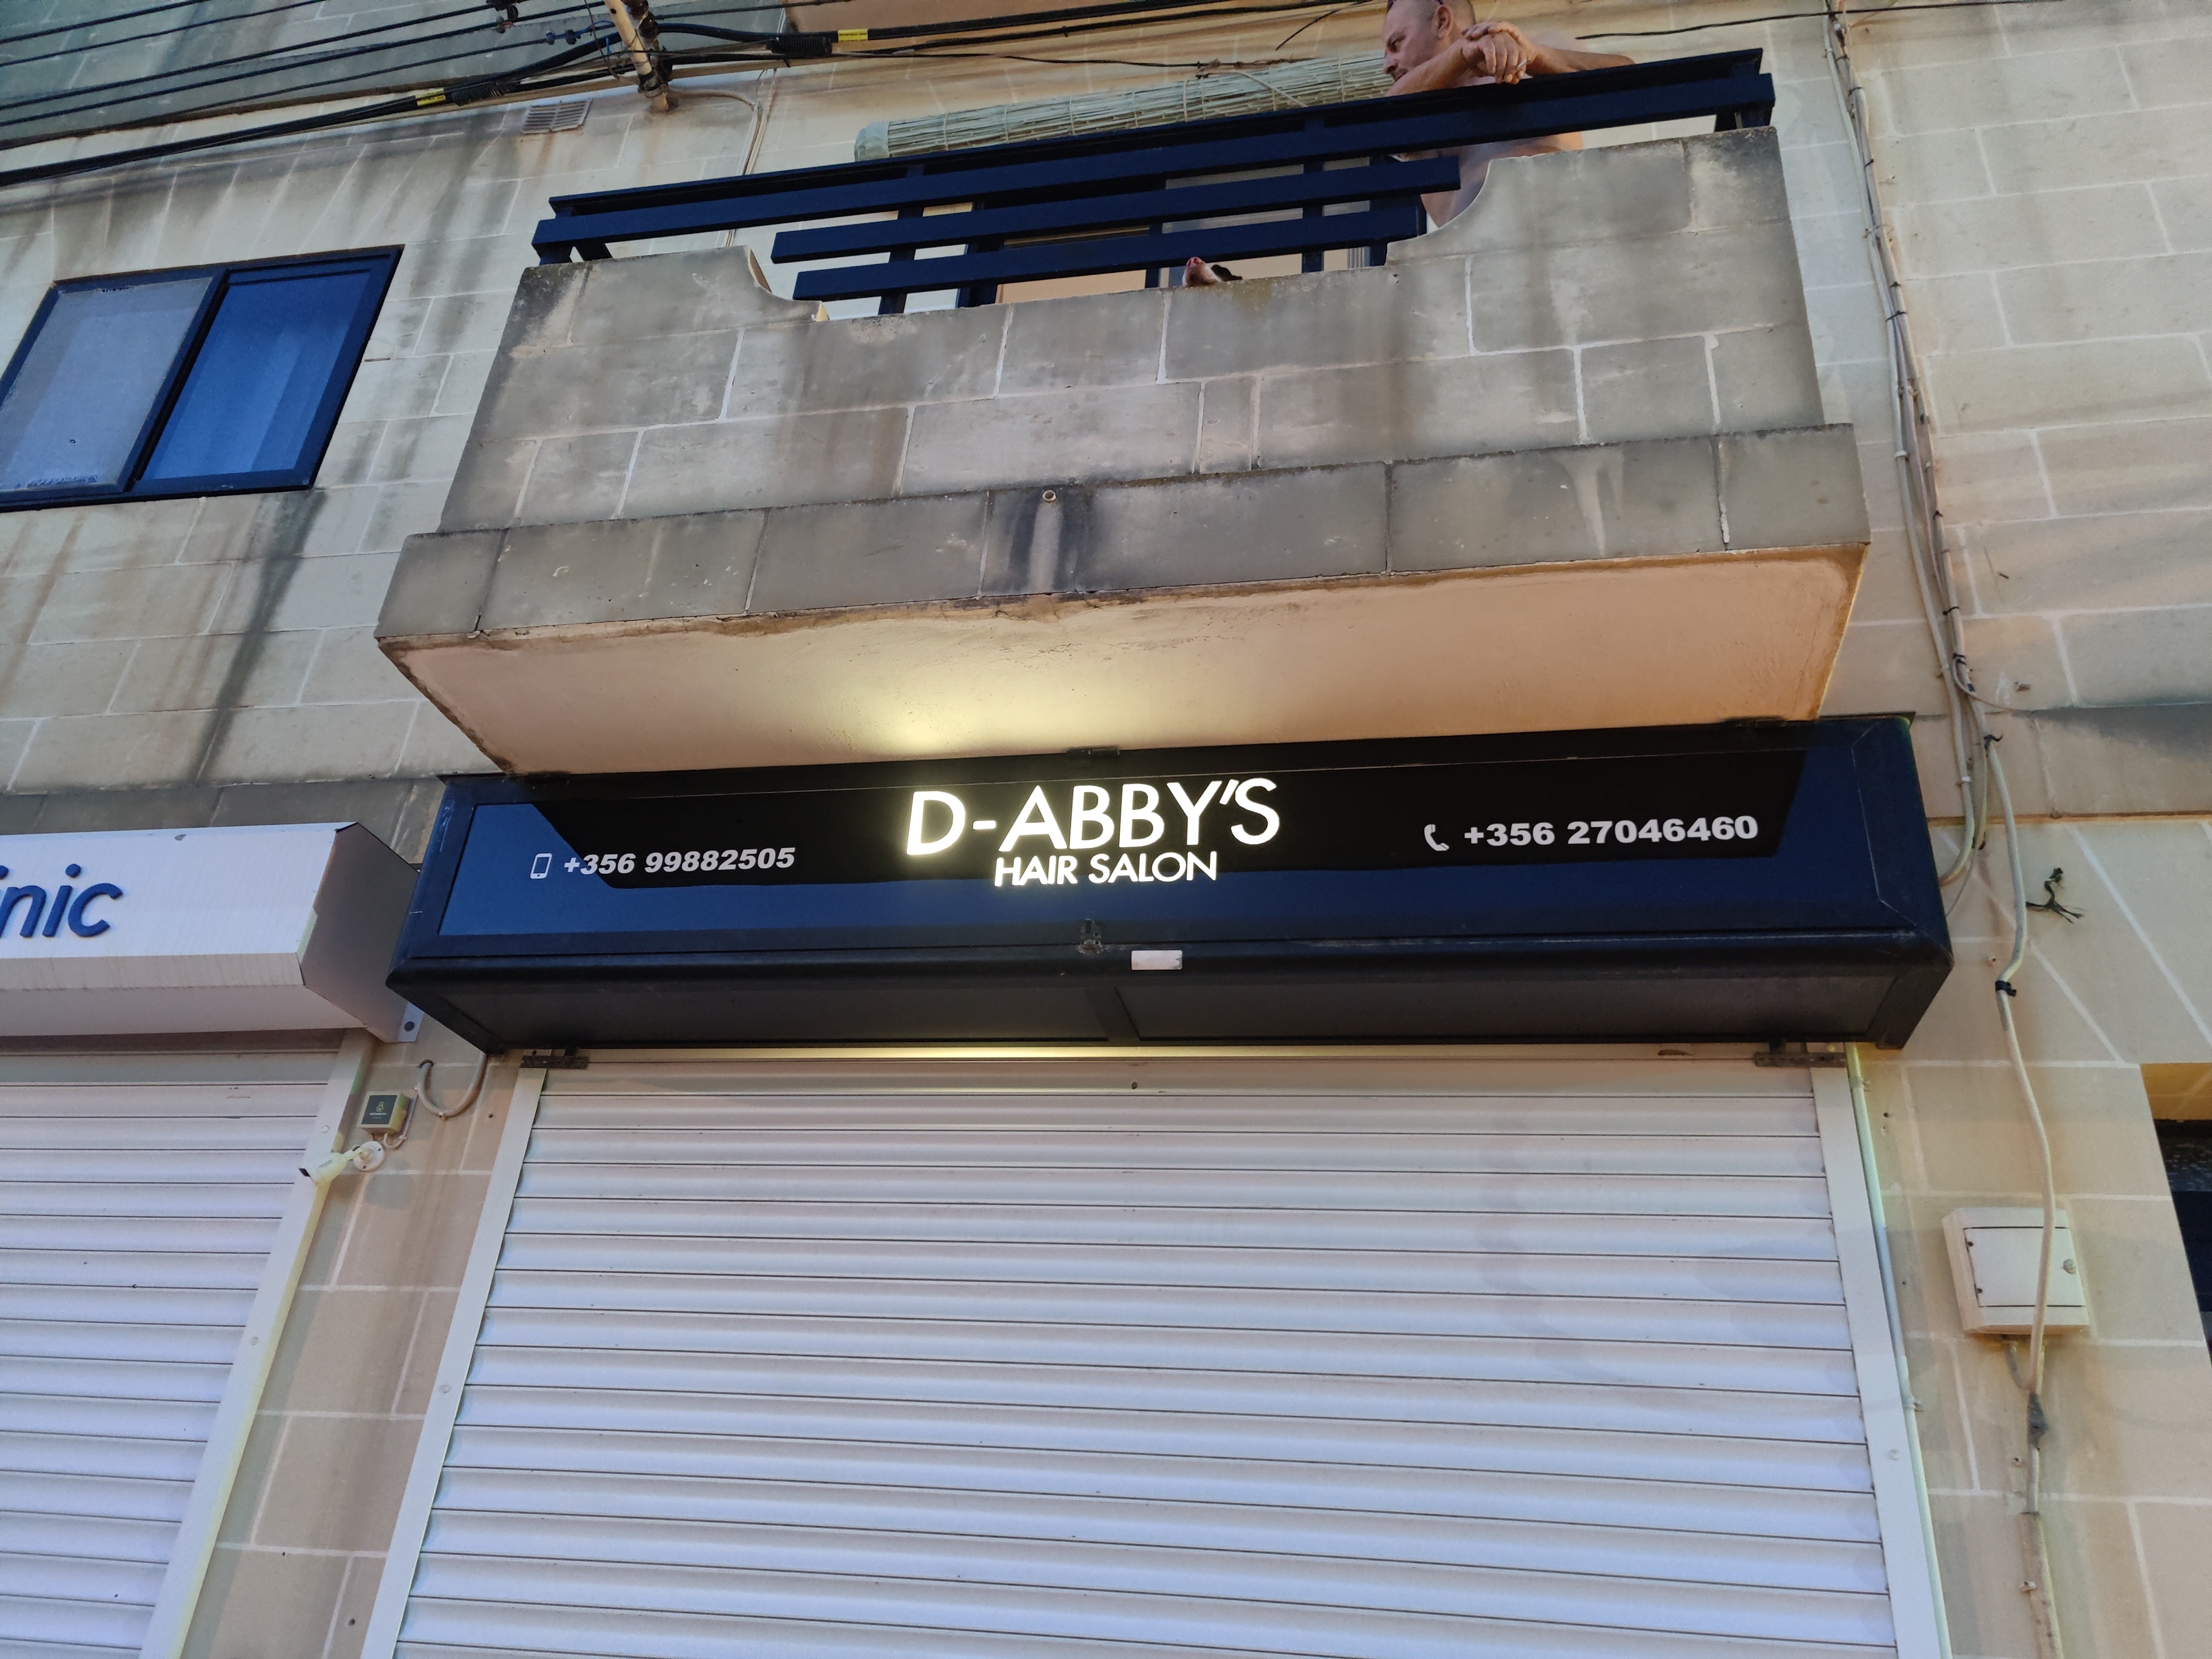 D-ABBY'S
HAIR SALON
+356 99882505
+356 27046460
inic